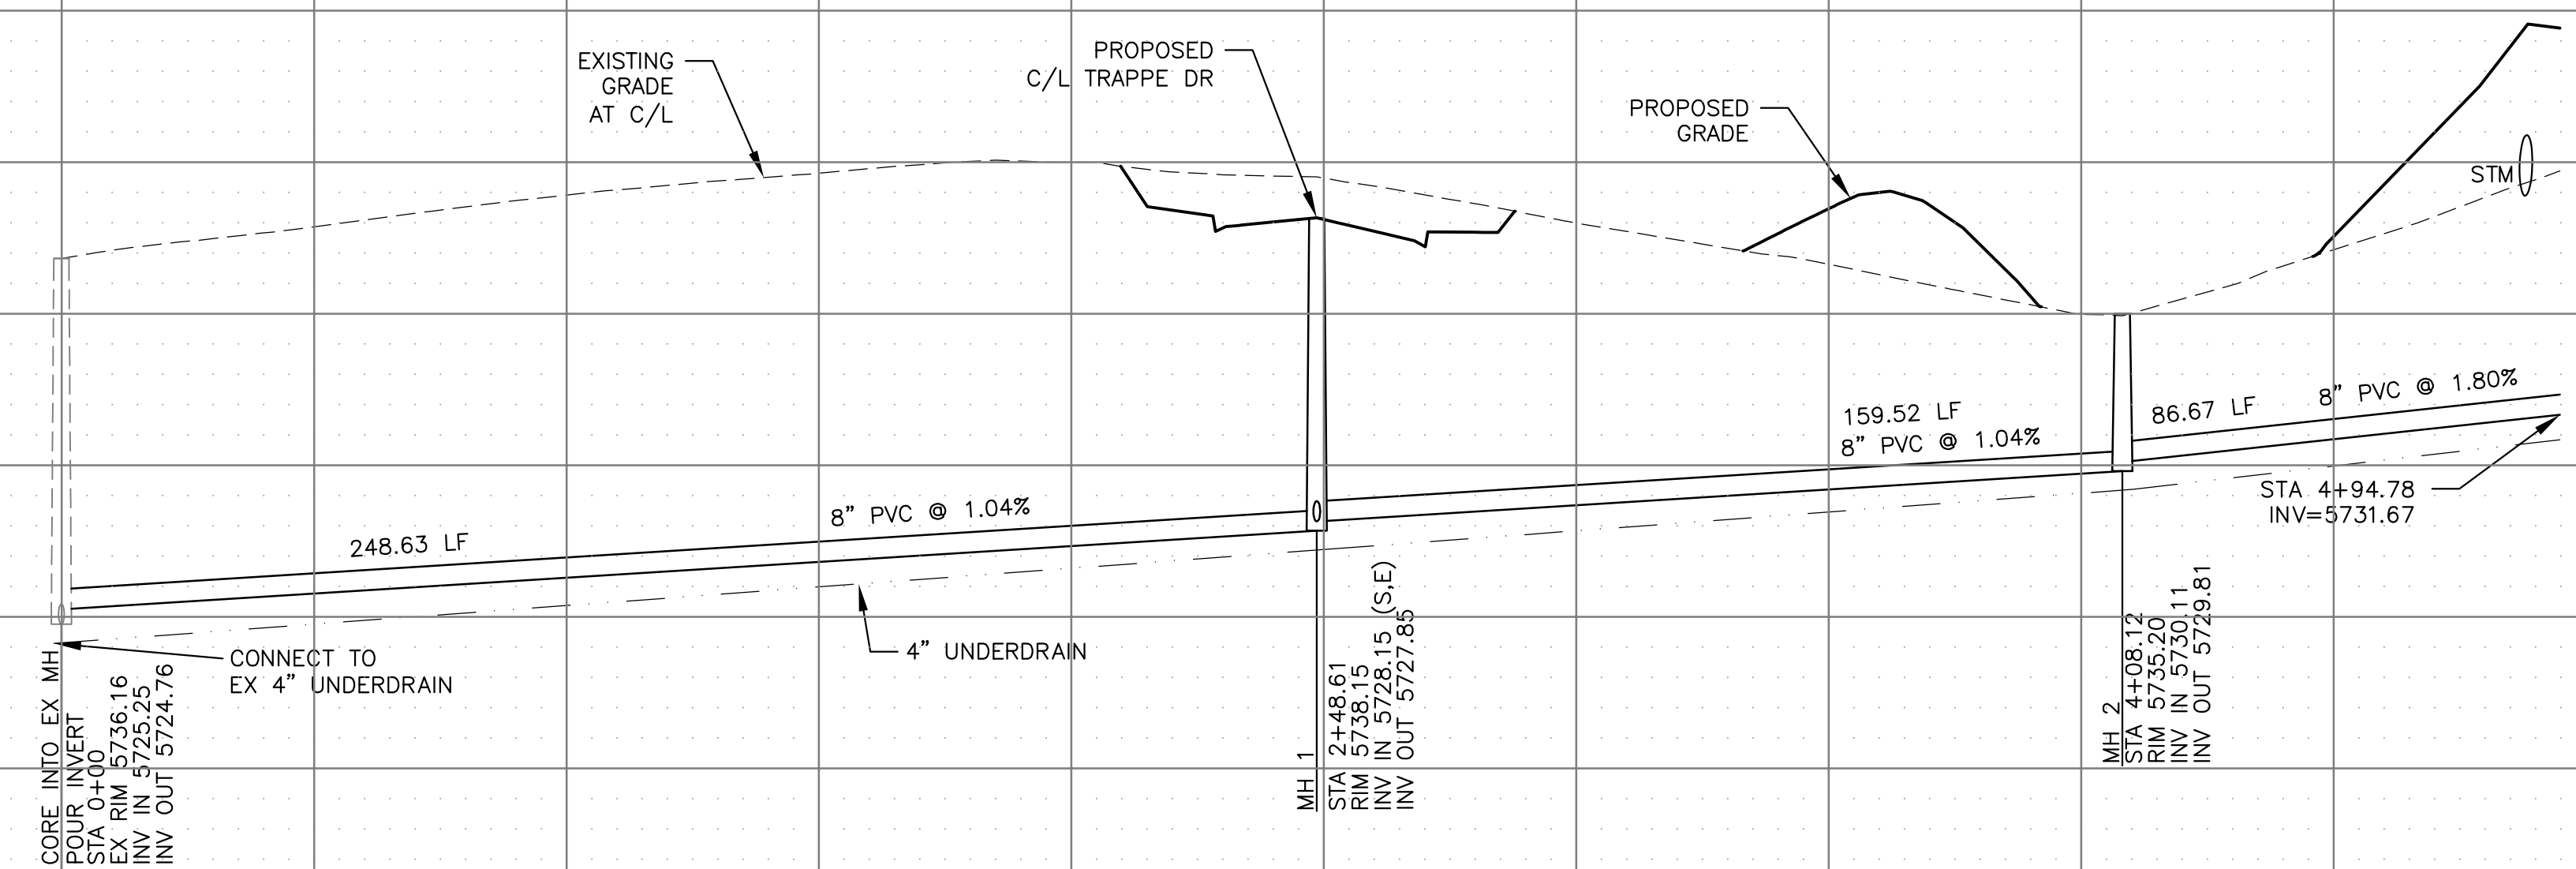 EXISTING
GRADE
AT C/L
PROPOSED
C/L TRAPPE DR
PROPOSED
GRADE
STM
248.63 LF
8" PVC @ 1.04%
159.52 LF
8" PVC @ 1.04%
86.67 LF
8" PVC @ 1.80%
STA 4+94.78
INV=5731.67
CONNECT TO
EX 4" UNDERDRAIN
4" UNDERDRAIN
CORE INTO EX MH
POUR INVERT
STA 0+00
EX RIM 5736.16
INV IN 5725.25
INV OUT 5724.76
MH 1
STA 2+48.61
RIM 5738.15
INV IN 5728.15 (S,E)
INV OUT 5727.85
MH 2
STA 4+08.12
RIM 5735.20
INV IN 5730.11
INV OUT 5729.81